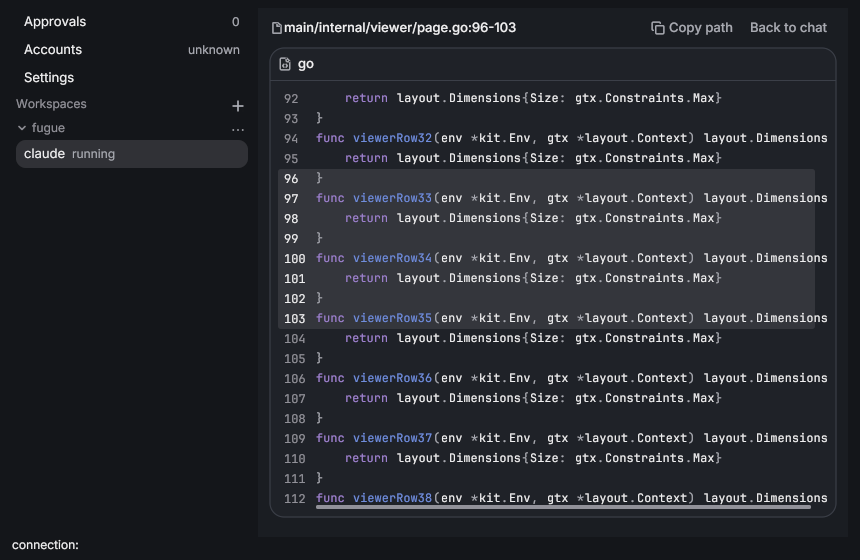 Approvals 0
Accounts unknown
Settings
Workspaces +
fugue ...
claude running
connection:
main/internal/viewer/page.go:96-103 Copy path Back to chat
go
92     return layout.Dimensions{Size: gtx.Constraints.Max}
93 }
94 func viewerRow32(env *kit.Env, gtx *layout.Context) layout.Dimensions
95     return layout.Dimensions{Size: gtx.Constraints.Max}
96 }
97 func viewerRow33(env *kit.Env, gtx *layout.Context) layout.Dimensions
98     return layout.Dimensions{Size: gtx.Constraints.Max}
99 }
100 func viewerRow34(env *kit.Env, gtx *layout.Context) layout.Dimensions
101     return layout.Dimensions{Size: gtx.Constraints.Max}
102 }
103 func viewerRow35(env *kit.Env, gtx *layout.Context) layout.Dimensions
104     return layout.Dimensions{Size: gtx.Constraints.Max}
105 }
106 func viewerRow36(env *kit.Env, gtx *layout.Context) layout.Dimensions
107     return layout.Dimensions{Size: gtx.Constraints.Max}
108 }
109 func viewerRow37(env *kit.Env, gtx *layout.Context) layout.Dimensions
110     return layout.Dimensions{Size: gtx.Constraints.Max}
111 }
112 func viewerRow38(env *kit.Env, gtx *layout.Context) layout.Dimensions